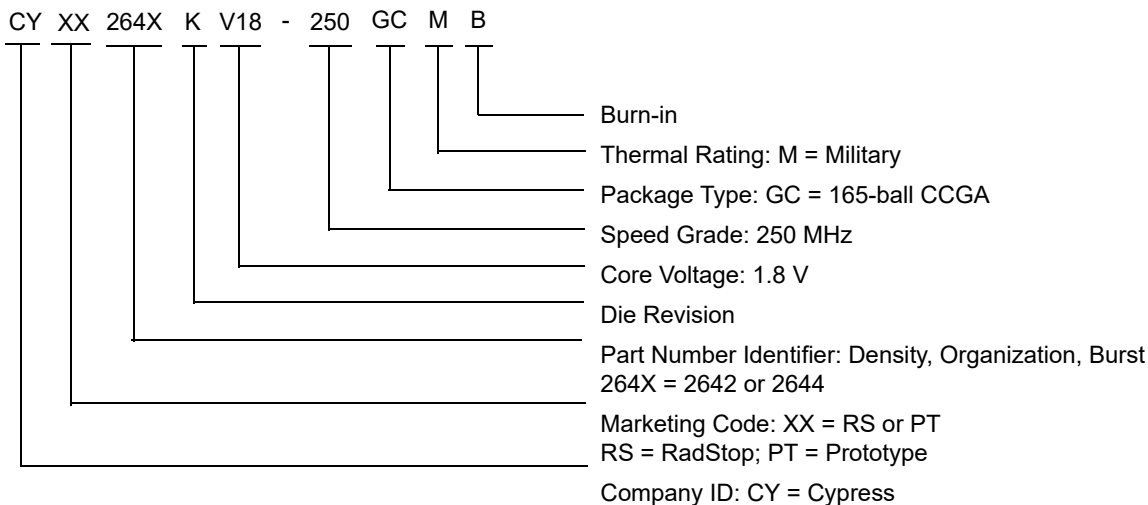 CY XX 264X K V18 - 250 GC M B
Burn-in
Thermal Rating: M = Military
Package Type: GC = 165-ball CCGA
Speed Grade: 250 MHz
Core Voltage: 1.8 V
Die Revision
Part Number Identifier: Density, Organization, Burst
264X = 2642 or 2644
Marketing Code: XX = RS or PT
RS = RadStop; PT = Prototype
Company ID: CY = Cypress